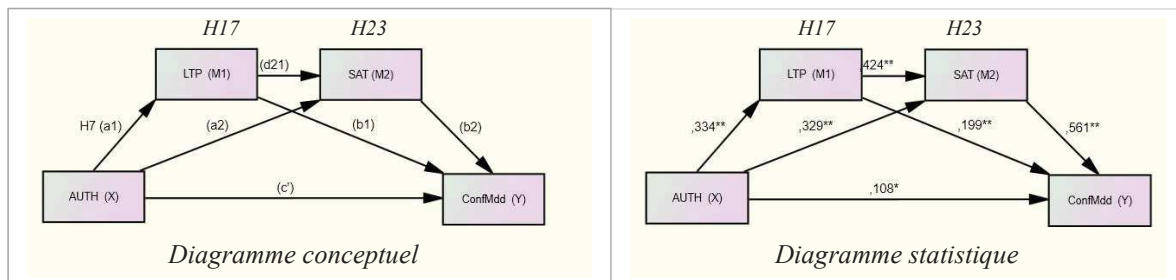 H17 H23
LTP (M1) (d21) SAT (M2)
H7 (a1) (a2) (b1) (b2)
AUTH (X) (c') ConfMdd (Y)
Diagramme conceptuel
H17 H23
LTP (M1) ,424** SAT (M2)
,334** ,329** ,199** ,561**
AUTH (X) ,108* ConfMdd (Y)
Diagramme statistique